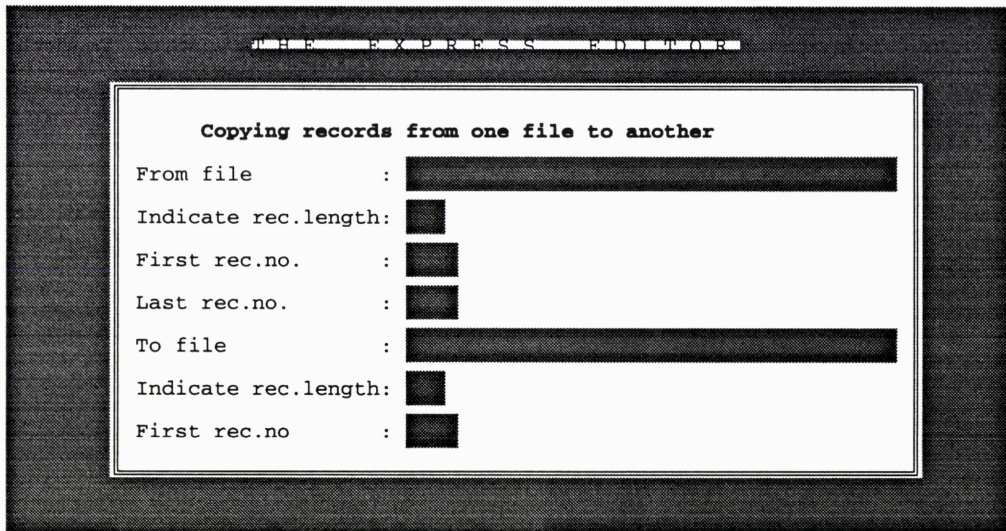 THE EXPRESS EDITOR
Copying records from one file to another
From file :
Indicate rec.length:
First rec.no. :
Last rec.no. :
To file :
Indicate rec.length:
First rec.no :